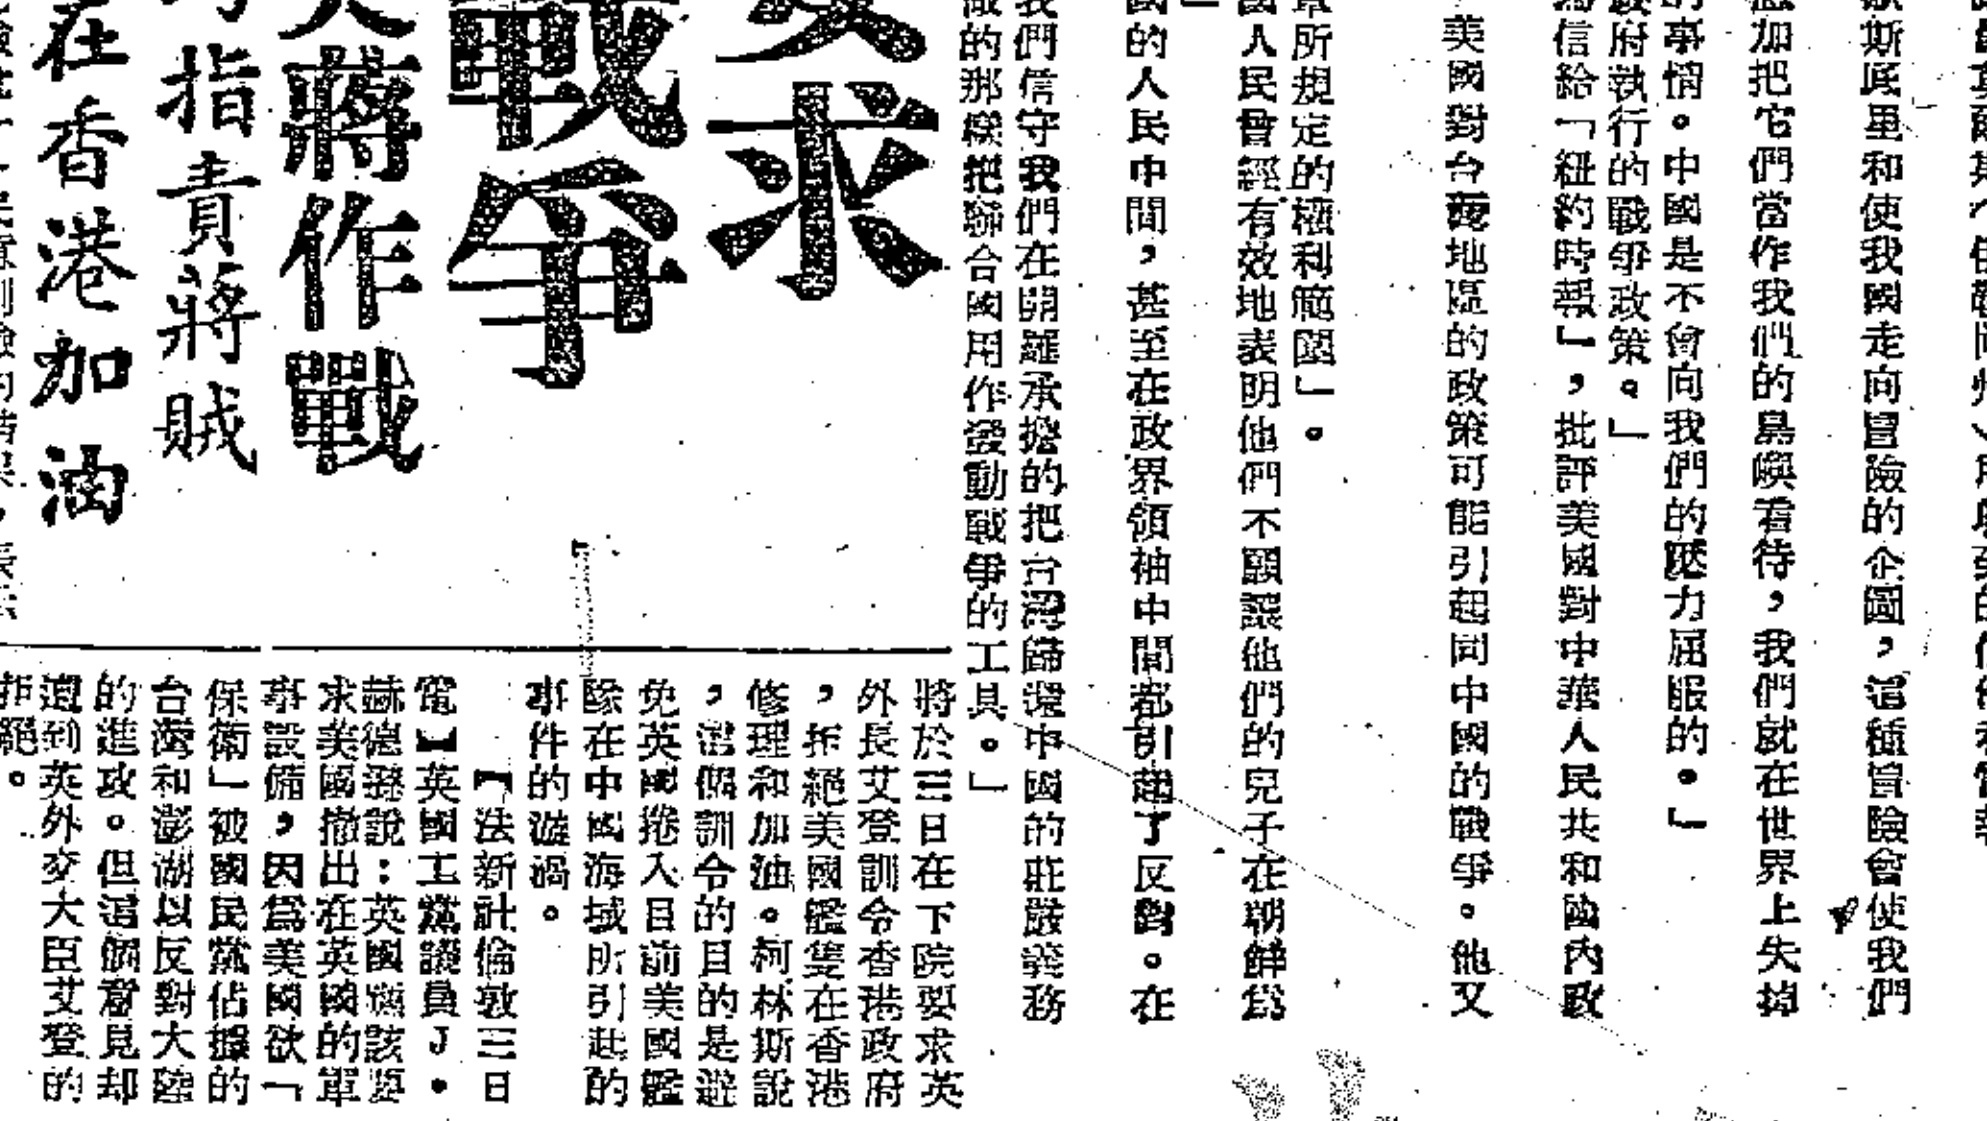 欲斯底里和使我國走向冒險的企圖，這種冒險會使我們
加把它們當作我們的島嶼看待，我們就在世界上失掉
的事情。中國是不會向我們的壓力屈服的。」
政府執行的戰爭政策。」
信給「紐約時報」，批評美國對中華人民共和國內政
美國對台灣地區的政策可能引起同中國的戰爭。他又
章所規定的權利範圍」。
國人民曾經有效地表明他們不願讓他們的兒子在朝鮮為
」
國的人民中間，甚至在政界領袖中間都引起了反對。在
我們信守我們在開羅承擔的把台灣歸還中國的莊嚴義務
做的那樣把聯合國用作發動戰爭的工具。」
求
戰爭
蔣作戰
指責蔣賊
在香港加油
將於三日在下院要求英
外長艾登訓令香港政府
，拒絕美國艦隻在香港
修理和加油。柯林斯說
，這個訓令的目的是避
免英國捲入目前美國艦
隊在中國海域所引起的
事件的漩渦。
【法新社倫敦三日
電】英國工黨議員J·
赫德遜說：英國應該要
求美國撤出在英國的軍
事設備，因為美國欲「
保衛」被國民黨佔據的
台灣和澎湖以反對大陸
的進攻。但這個意見却
遭到英外交大臣艾登的
拒絕。